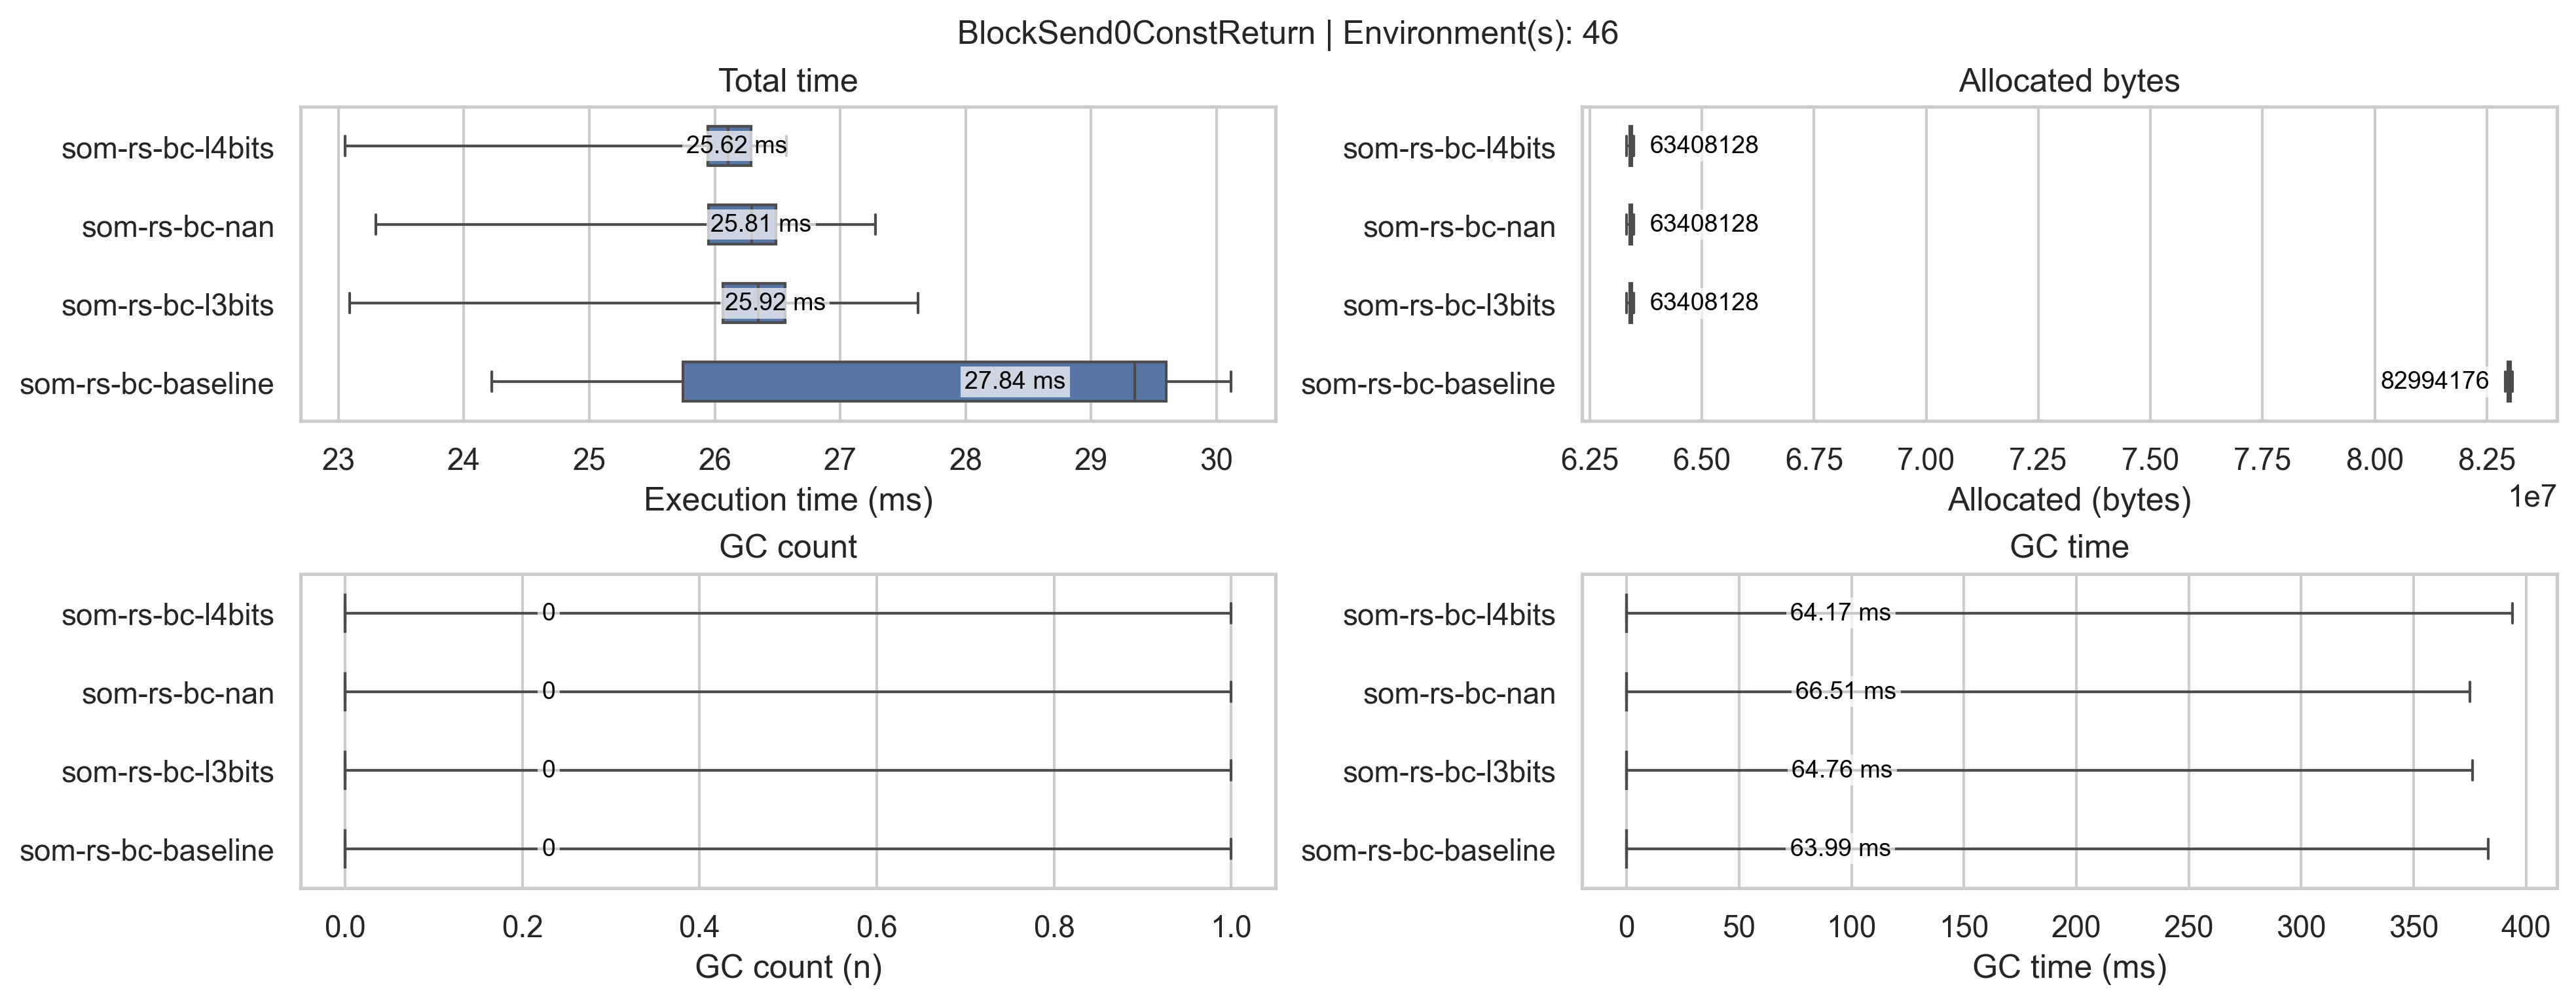 BlockSend0ConstReturn | Environment(s): 46
Total time
som-rs-bc-l4bits
25.62 ms
som-rs-bc-nan
25.81 ms
som-rs-bc-l3bits
25.92 ms
som-rs-bc-baseline
27.84 ms
23 24 25 26 27 28 29 30
Execution time (ms)
Allocated bytes
som-rs-bc-l4bits
63408128
som-rs-bc-nan
63408128
som-rs-bc-l3bits
63408128
som-rs-bc-baseline
82994176
6.25 6.50 6.75 7.00 7.25 7.50 7.75 8.00 8.25
1e7
Allocated (bytes)
GC count
som-rs-bc-l4bits
0
som-rs-bc-nan
0
som-rs-bc-l3bits
0
som-rs-bc-baseline
0
0.0 0.2 0.4 0.6 0.8 1.0
GC count (n)
GC time
som-rs-bc-l4bits
64.17 ms
som-rs-bc-nan
66.51 ms
som-rs-bc-l3bits
64.76 ms
som-rs-bc-baseline
63.99 ms
0 50 100 150 200 250 300 350 400
GC time (ms)